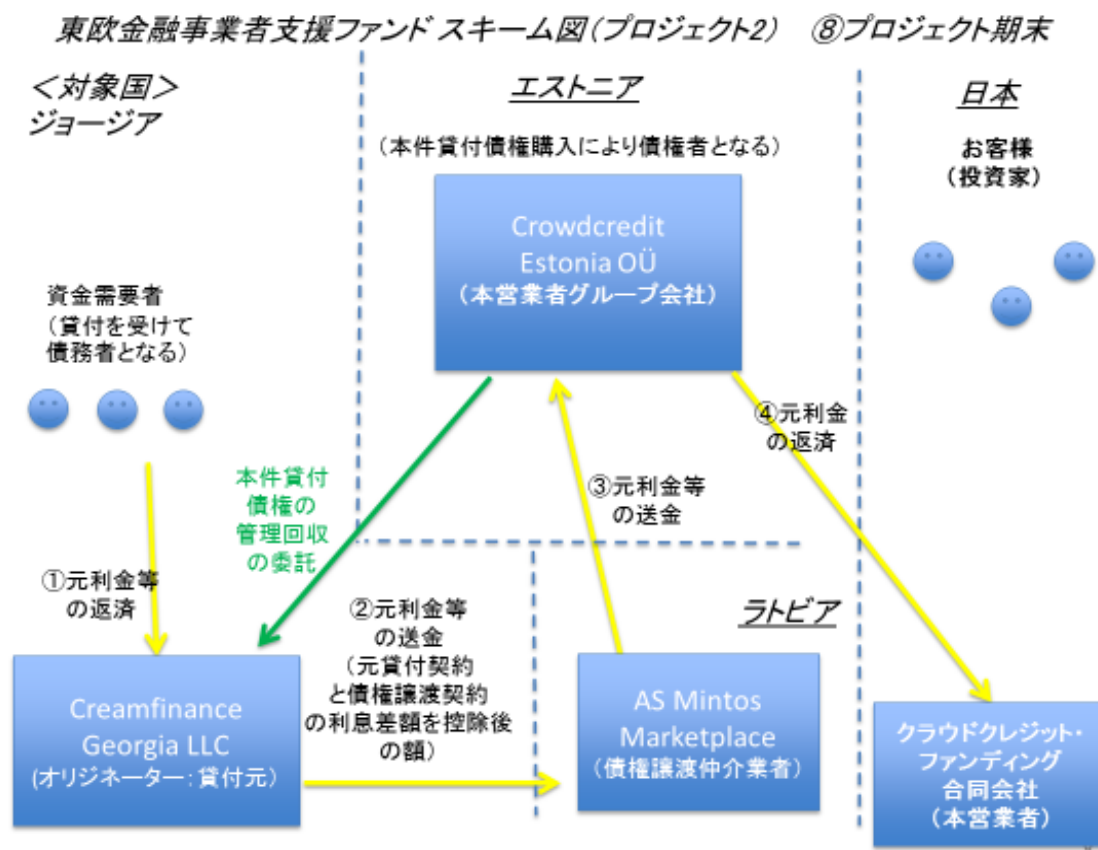 東欧金融事業者支援ファンド スキーム図(プロジェクト2) ⑧プロジェクト期末
＜対象国＞
ジョージア
エストニア
日本
(本件貸付債権購入により債権者となる)
お客様
(投資家)
Crowdcredit
Estonia OÜ
(本営業者グループ会社)
資金需要者
(貸付を受けて
債務者となる)
④元利金
の返済
本件貸付
債権の
管理回収
の委託
③元利金等
の送金
①元利金等
の返済
②元利金等
の送金
(元貸付契約
と債権譲渡契約
の利息差額を控除後
の額)
ラトビア
Creamfinance
Georgia LLC
(オリジネーター：貸付元)
AS Mintos
Marketplace
(債権譲渡仲介業者)
クラウドクレジット・
ファンディング
合同会社
(本営業者)